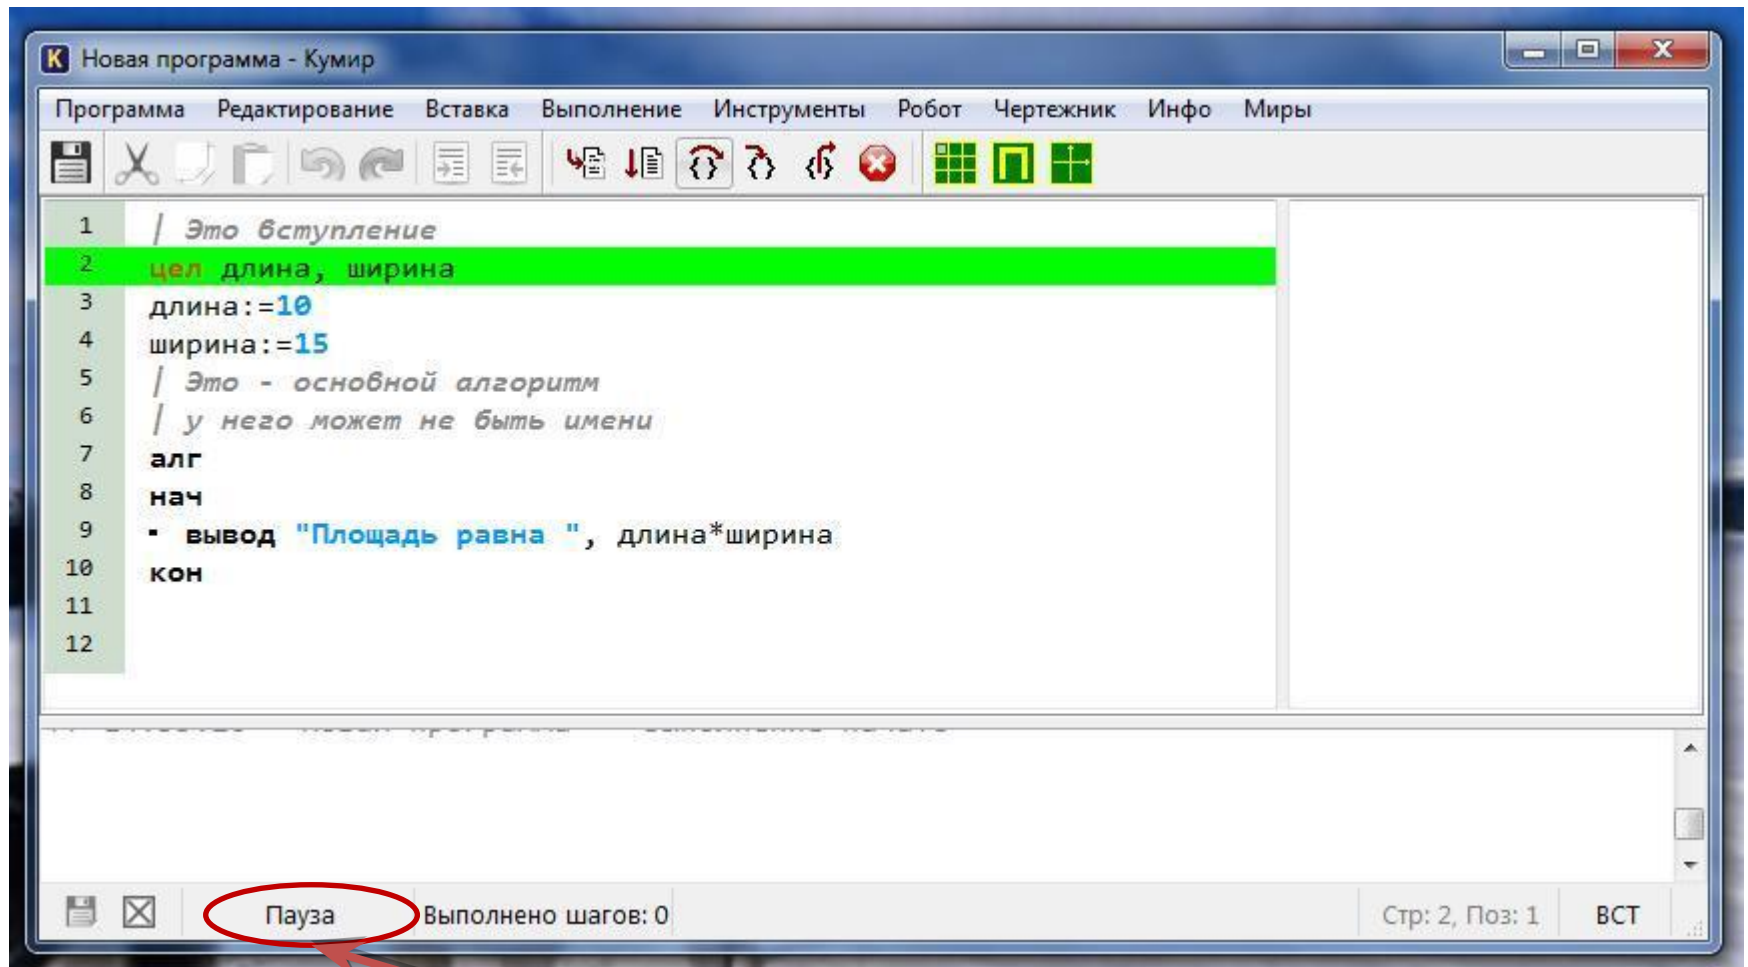 Новая программа - Кумир
Программа Редактирование Вставка Выполнение Инструменты Робот Чертежник Инфо Миры
1 | Это вступление
2 цел длина, ширина
3 длина:=10
4 ширина:=15
5 | Это - основной алгоритм
6 | у него может не быть имени
7 алг
8 нач
9 вывод "Площадь равна ", длина*ширина
10 кон
11
12
Пауза Выполнено шагов: 0 Стр: 2, Поз: 1 ВСТ